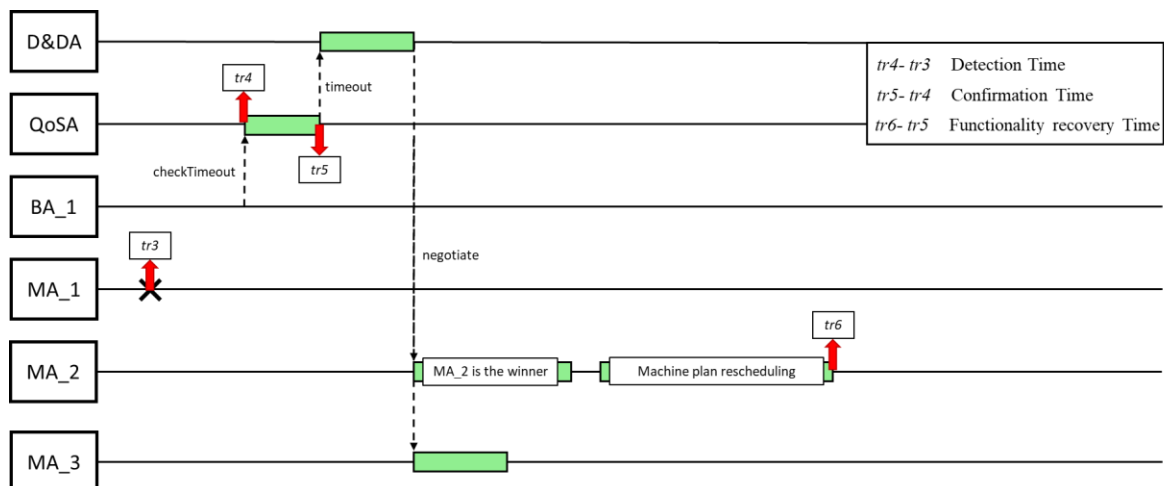 D&DA
tr4- tr3 Detection Time
tr4
timeout
tr5- tr4 Confirmation Time
QoSA
tr6- tr5 Functionality recovery Time
checkTimeout
tr5
BA_1
tr3
negotiate
MA_1
tr6
MA_2
MA_2 is the winner
Machine plan rescheduling
MA_3